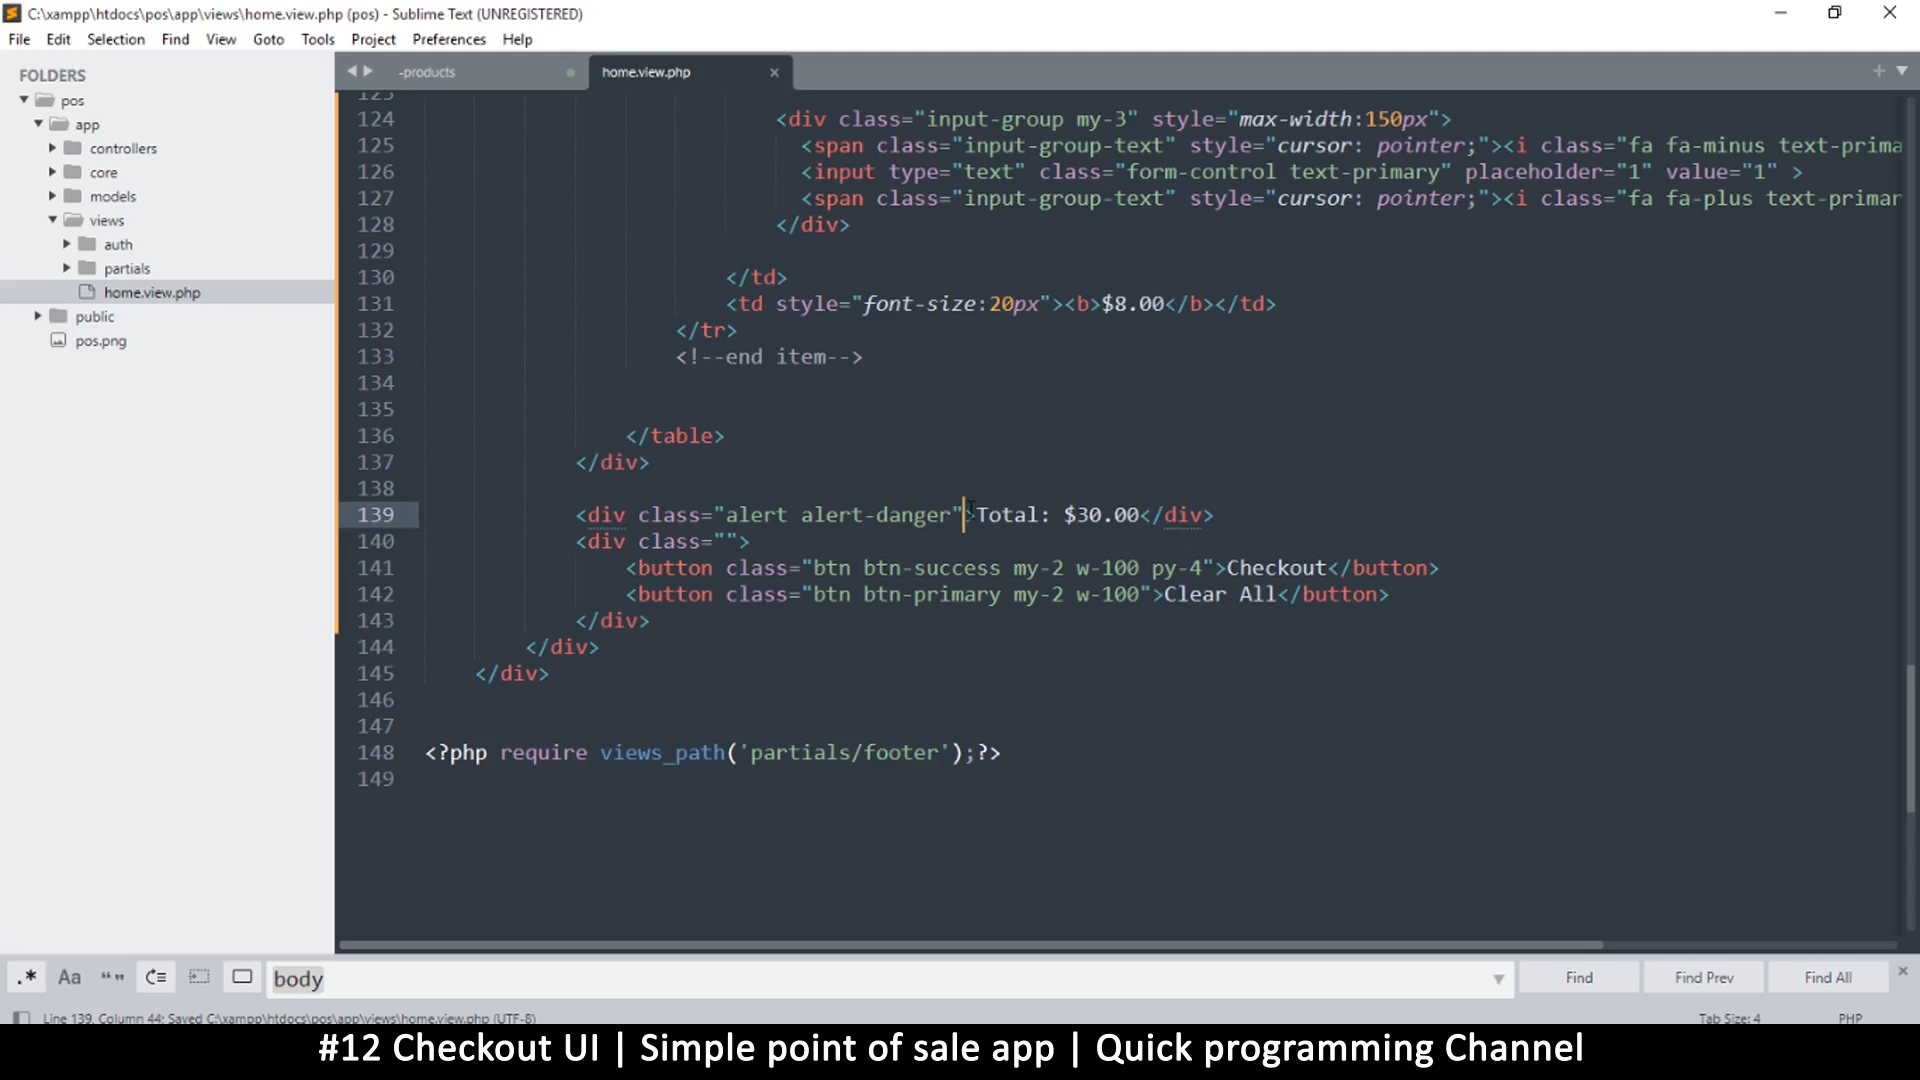 C:\xampp\htdocs\pos\app\views\home.view.php (pos) - Sublime Text (UNREGISTERED)
File Edit Selection Find View Goto Tools Project Preferences Help
FOLDERS
pos
app
controllers
core
models
views
auth
partials
home.view.php
public
pos.png
-products
home.view.php
123
124 <div class="input-group my-3" style="max-width:150px">
125 <span class="input-group-text" style="cursor: pointer;"><i class="fa fa-minus text-prima
126 <input type="text" class="form-control text-primary" placeholder="1" value="1" >
127 <span class="input-group-text" style="cursor: pointer;"><i class="fa fa-plus text-primar
128 </div>
129
130 </td>
131 <td style="font-size:20px"><b>$8.00</b></td>
132 </tr>
133 <!--end item-->
134
135
136 </table>
137 </div>
138
139 <div class="alert alert-danger">Total: $30.00</div>
140 <div class="">
141 <button class="btn btn-success my-2 w-100 py-4">Checkout</button>
142 <button class="btn btn-primary my-2 w-100">Clear All</button>
143 </div>
144 </div>
145 </div>
146
147
148 <?php require views_path('partials/footer');?>
149
.* Aa “” body Find Find Prev Find All
Line 139, Column 44; Saved C:\xampp\htdocs\pos\app\views\home.view.php (UTF-8) Tab Size: 4 PHP
#12 Checkout UI | Simple point of sale app | Quick programming Channel